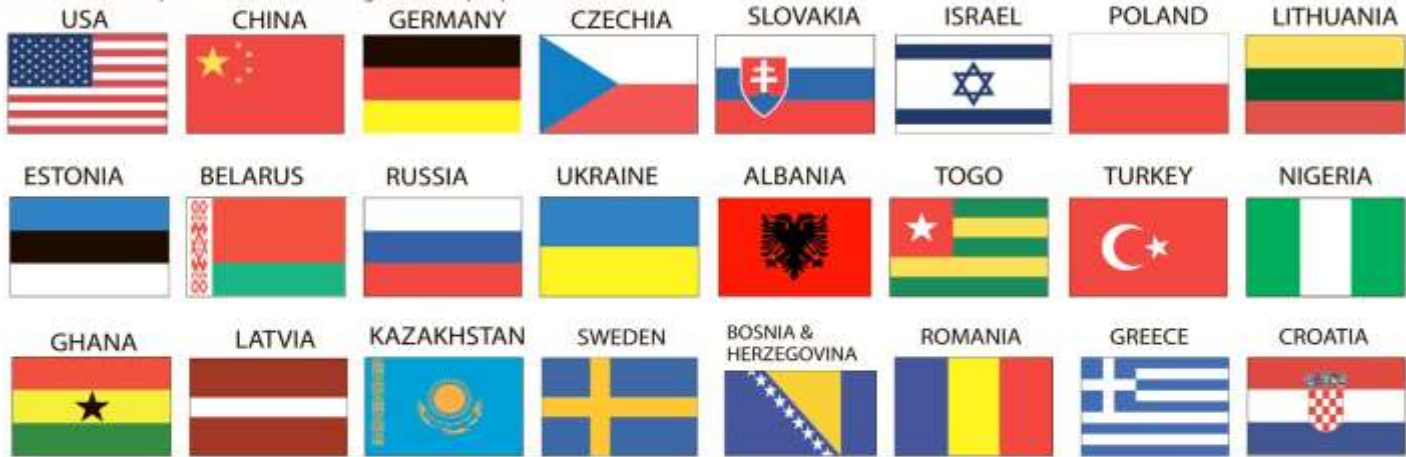 USA CHINA GERMANY CZECHIA SLOVAKIA ISRAEL POLAND LITHUANIA
ESTONIA BELARUS RUSSIA UKRAINE ALBANIA TOGO TURKEY NIGERIA
GHANA LATVIA KAZAKHSTAN SWEDEN BOSNIA &
HERZEGOVINA ROMANIA GREECE CROATIA